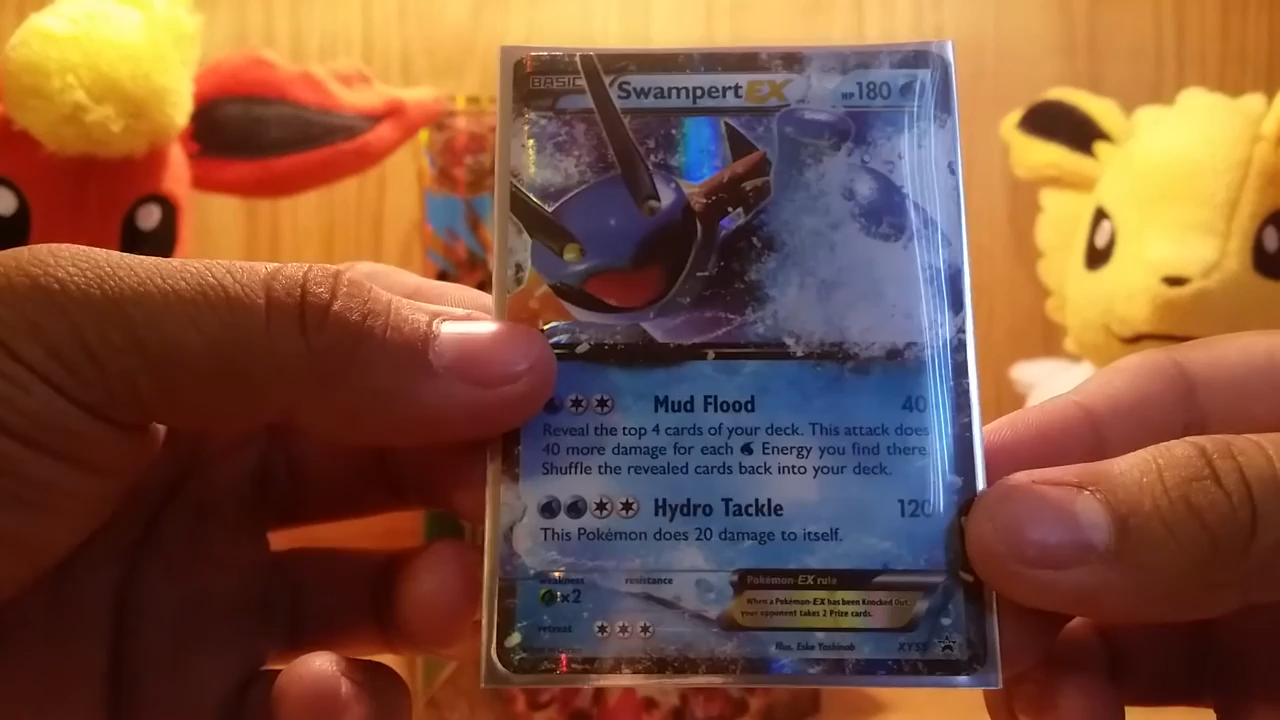 BASIC Swampert EX HP 180
Mud Flood 40
Reveal the top 4 cards of your deck. This attack does
40 more damage for each Energy you find there.
Shuffle the revealed cards back into your deck.
Hydro Tackle 120
This Pokémon does 20 damage to itself.
weakness resistance
x2
Pokémon-EX rule
When a Pokémon-EX has been Knocked Out,
your opponent takes 2 Prize cards.
retreat
Illus. Eske Yoshinob